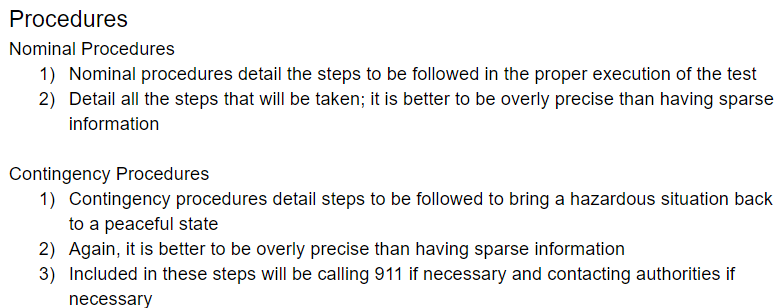 Procedures
Nominal Procedures
1) Nominal procedures detail the steps to be followed in the proper execution of the test
2) Detail all the steps that will be taken; it is better to be overly precise than having sparse
information
Contingency Procedures
1) Contingency procedures detail steps to be followed to bring a hazardous situation back
to a peaceful state
2) Again, it is better to be overly precise than having sparse information
3) Included in these steps will be calling 911 if necessary and contacting authorities if
necessary